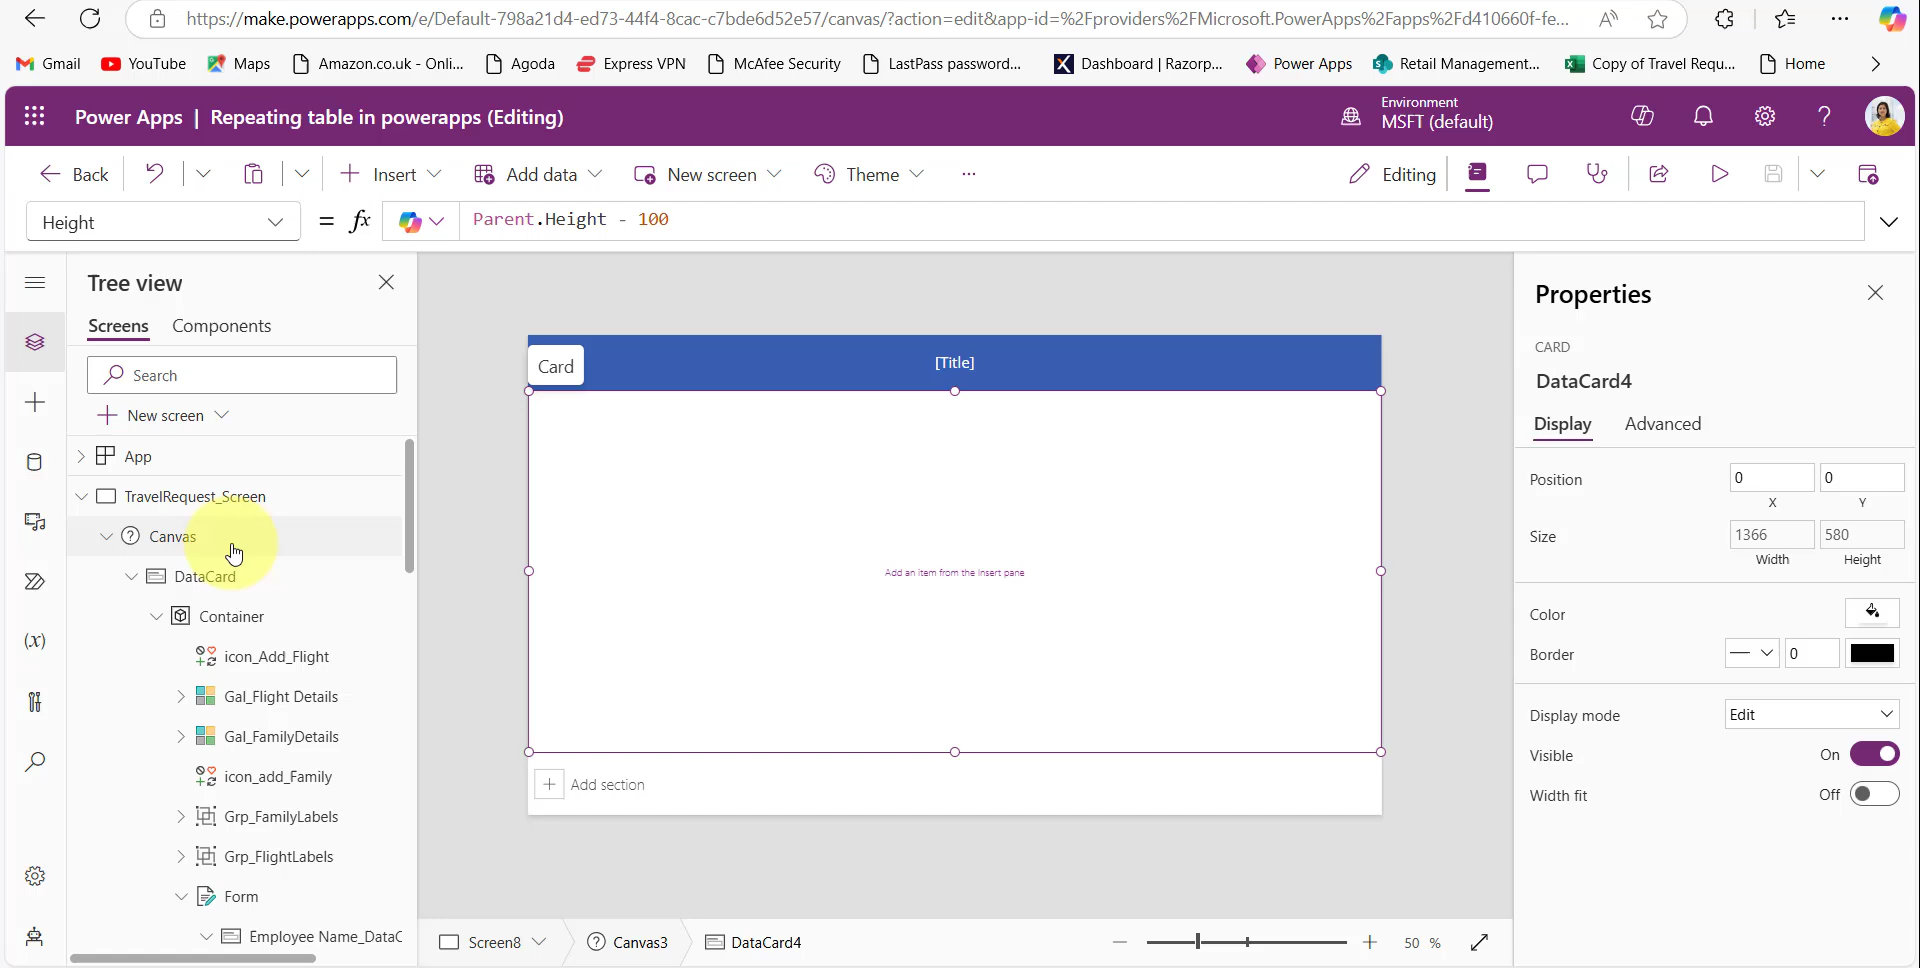 https://make.powerapps.com/e/Default-798a21d4-ed73-44f4-8cac-c7bde6d52e57/canvas/?action=edit&app-id=%2Fproviders%2FMicrosoft.PowerApps%2Fapps%2Fd410660f-fe...
Gmail YouTube Maps Amazon.co.uk - Onli... Agoda Express VPN McAfee Security LastPass password... Dashboard | Razorp... Power Apps Retail Management... Copy of Travel Requ... Home
Power Apps | Repeating table in powerapps (Editing)
Environment
MSFT (default)
Back Insert Add data New screen Theme ... Editing
Height = fx Parent.Height - 100
Tree view
Screens Components
Search
New screen
App
TravelRequest_Screen
Canvas
DataCard
Container
icon_Add_Flight
Gal_Flight Details
Gal_FamilyDetails
icon_add_Family
Grp_FamilyLabels
Grp_FlightLabels
Form
Employee Name_DataC
[Title]
Card
Add an item from the Insert pane
Add section
Screen8 Canvas3 DataCard4
50 %
Properties
CARD
DataCard4
Display Advanced
Position 0 0
X Y
Size 1366 580
Width Height
Color
Border 0
Display mode Edit
Visible On
Width fit Off